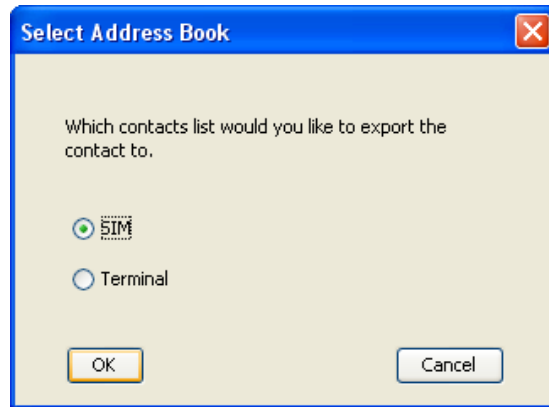 Select Address Book
Which contacts list would you like to export the
contact to.
SIM
Terminal
OK
Cancel